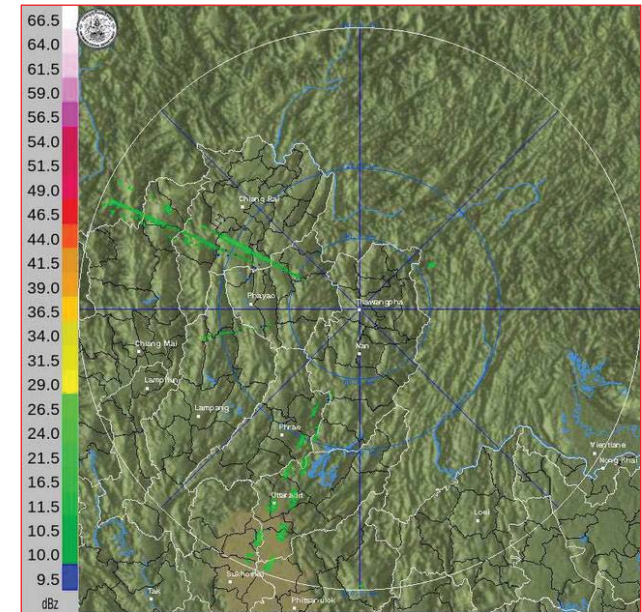 66.5
64.0
61.5
59.0
56.5
54.0
51.5
49.0
46.5
44.0
41.5
39.0
36.5
34.0
31.5
29.0
26.5
24.0
21.5
16.5
11.5
10.5
10.0
9.5
dBz
Chiang Rai
Phayao
Thawangpha
Chiang Mai
Nan
Lamphun
Lampang
Phrae
Vientiane
Nong Khai
Uttaradit
Loei
Sukhothai
Tak
Phitsanulok